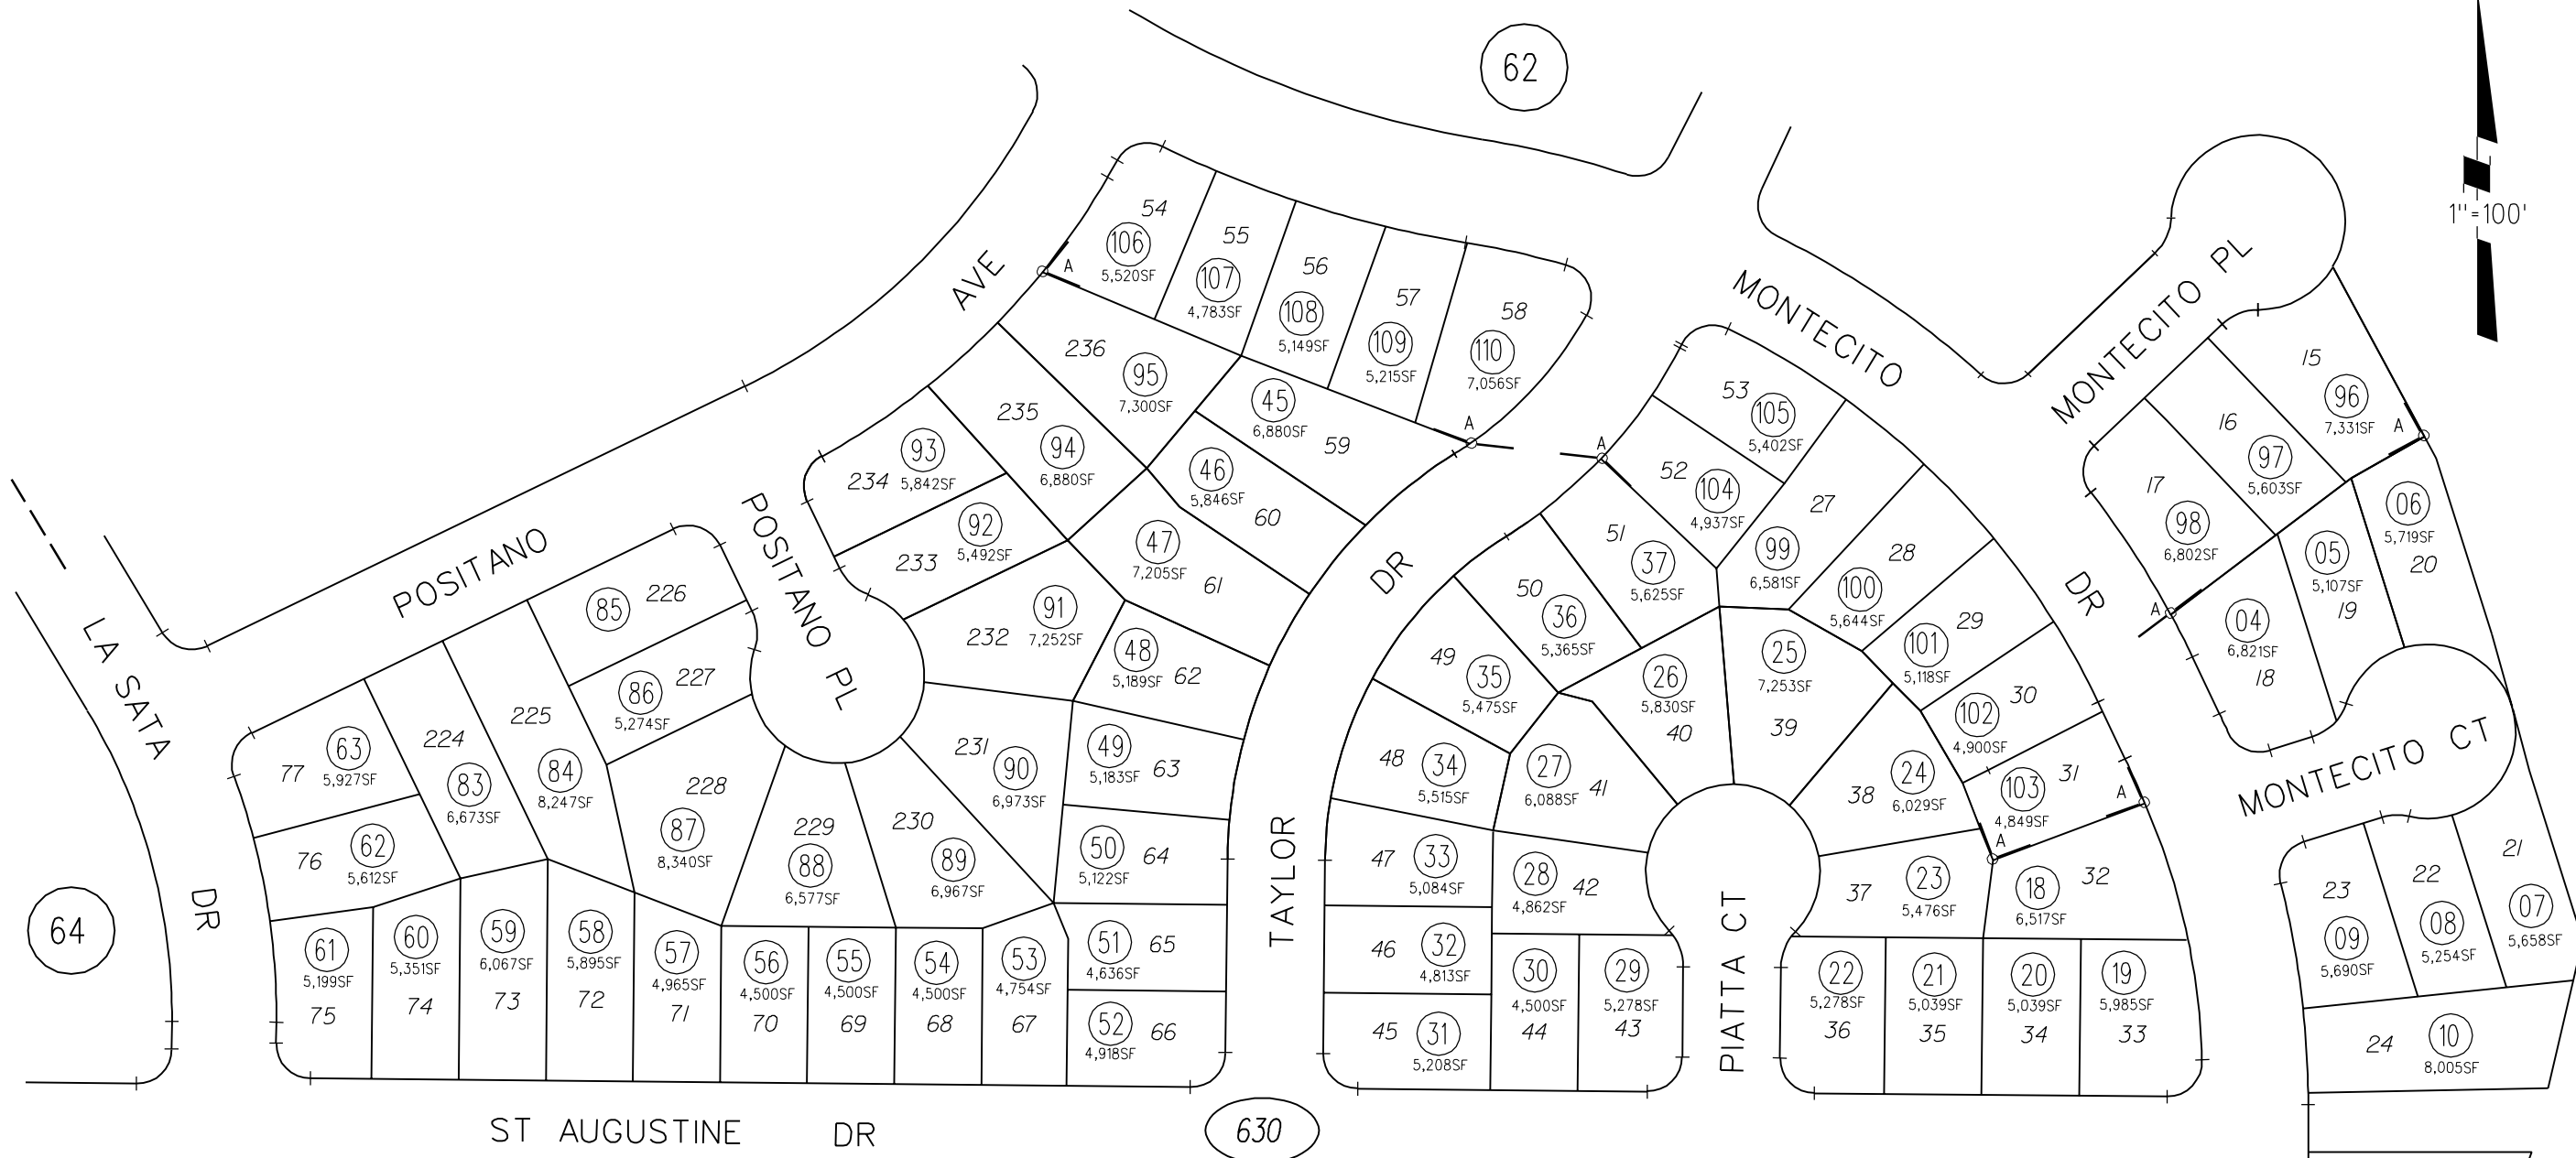 62
1"=100'
54
106
5,520SF
A
55
107
4,783SF
56
108
5,149SF
57
109
5,215SF
58
110
7,056SF
A
AVE
236
95
7,300SF
235
94
6,880SF
234
93
5,842SF
233
92
5,492SF
45
6,880SF
59
46
5,846SF
60
47
7,205SF
61
232
91
7,252SF
48
5,189SF
62
231
90
6,973SF
49
5,183SF
63
50
5,122SF
64
51
4,636SF
65
52
4,918SF
66
POSITANO
POSITANO PL
LA SATA
DR
64
85
226
86
5,274SF
227
225
84
8,247SF
224
83
6,673SF
77
63
5,927SF
76
62
5,612SF
228
87
8,340SF
229
88
6,577SF
230
89
6,967SF
61
5,199SF
75
60
5,351SF
74
59
6,067SF
73
58
5,895SF
72
57
4,965SF
71
56
4,500SF
70
55
4,500SF
69
54
4,500SF
68
53
4,754SF
67
ST AUGUSTINE DR
630
TAYLOR
DR
MONTECITO
DR
A
53
105
5,402SF
52
104
4,937SF
51
37
5,625SF
50
36
5,365SF
49
35
5,475SF
48
34
5,515SF
47
33
5,084SF
46
32
4,813SF
45
31
5,208SF
27
99
6,581SF
28
100
5,644SF
29
101
5,118SF
30
102
4,900SF
31
103
4,849SF
A
A
26
5,830SF
40
25
7,253SF
39
27
6,088SF
41
38
24
6,029SF
28
4,862SF
42
37
23
5,476SF
18
6,517SF
32
30
4,500SF
44
29
5,278SF
43
PIATTA CT
22
5,278SF
36
21
5,039SF
35
20
5,039SF
34
19
5,985SF
33
MONTECITO PL
15
96
7,331SF
A
16
97
5,603SF
17
98
6,802SF
A
06
5,719SF
20
05
5,107SF
19
04
6,821SF
18
MONTECITO CT
23
09
5,690SF
22
08
5,254SF
21
07
5,658SF
24
10
8,005SF